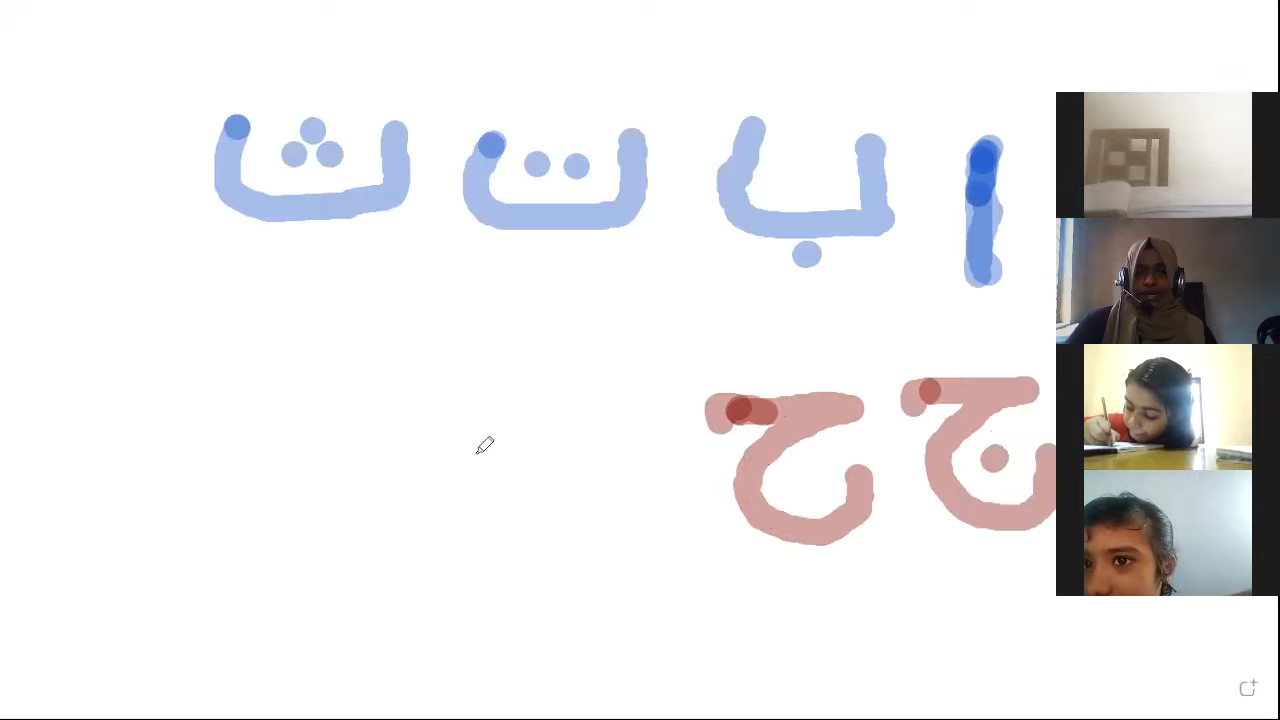 ا ب ت ث
ج ح